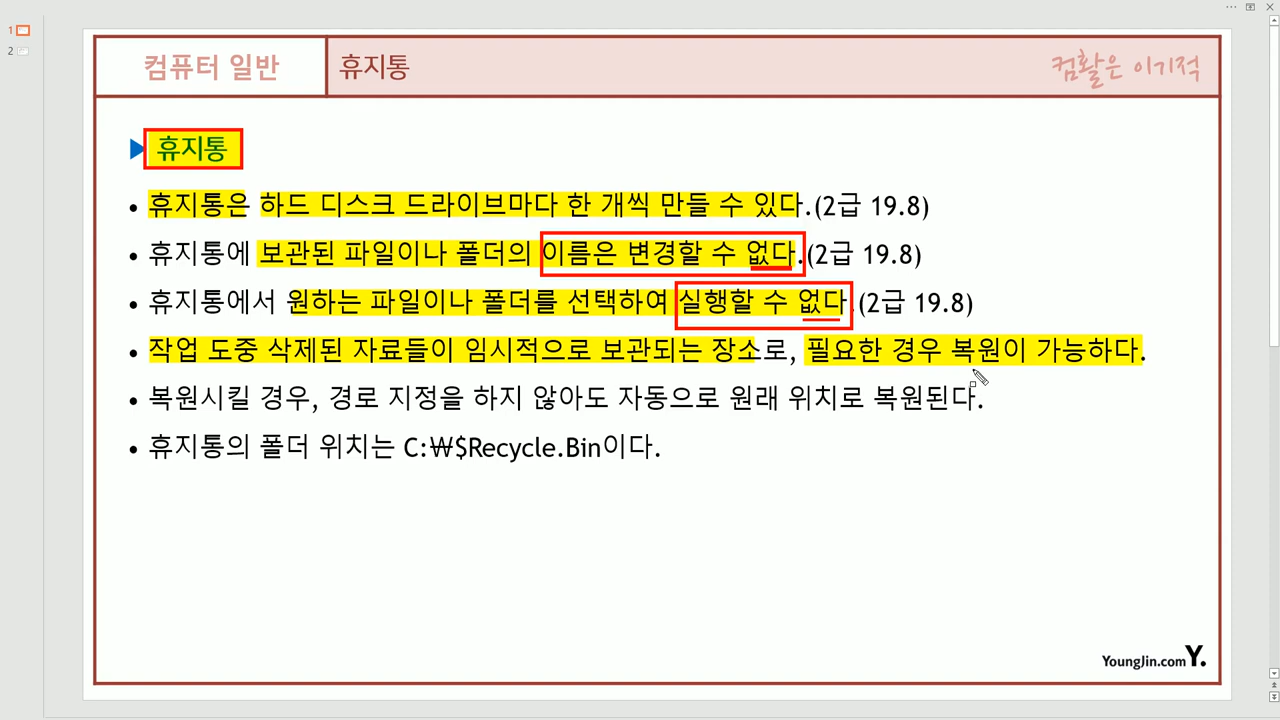 1
2
컴퓨터 일반
휴지통
컴활은 이기적
휴지통
• 휴지통은 하드 디스크 드라이브마다 한 개씩 만들 수 있다.(2급 19.8)
• 휴지통에 보관된 파일이나 폴더의 이름은 변경할 수 없다.(2급 19.8)
• 휴지통에서 원하는 파일이나 폴더를 선택하여 실행할 수 없다.(2급 19.8)
• 작업 도중 삭제된 자료들이 임시적으로 보관되는 장소로, 필요한 경우 복원이 가능하다.
• 복원시킬 경우, 경로 지정을 하지 않아도 자동으로 원래 위치로 복원된다.
• 휴지통의 폴더 위치는 C:₩$Recycle.Bin이다.
YoungJin.com Y.